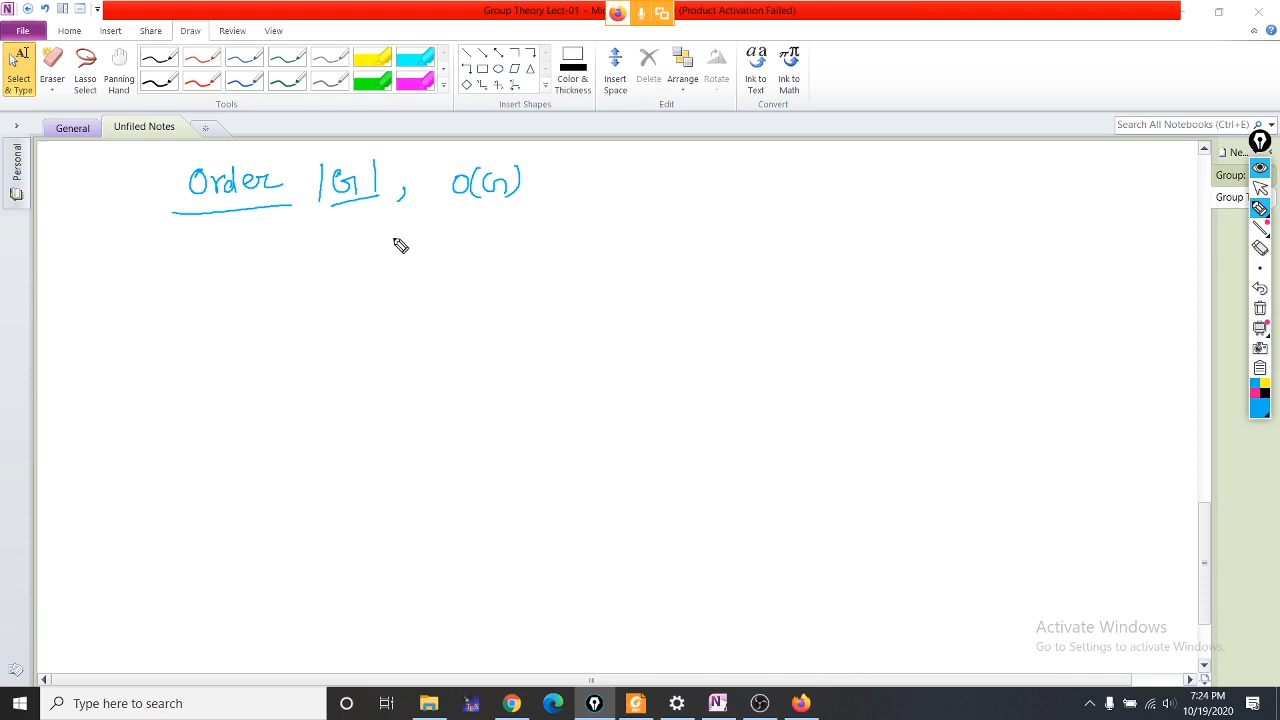 Group Theory Lect-01 - Mi
(Product Activation Failed)
File Home Insert Share Draw Review View
Select & Type
Eraser
Lasso Select
Panning Hand
Color & Thickness
Insert Space
Delete
Arrange
Rotate
Ink to Text
Ink to Math
Tools
Insert Shapes
Edit
Convert
General
Unfiled Notes
Search All Notebooks (Ctrl+E)
Personal
Ne...
Group:
Group T
Order |G|, o(G)
Activate Windows
Go to Settings to activate Windows.
Type here to search
7:24 PM
10/19/2020